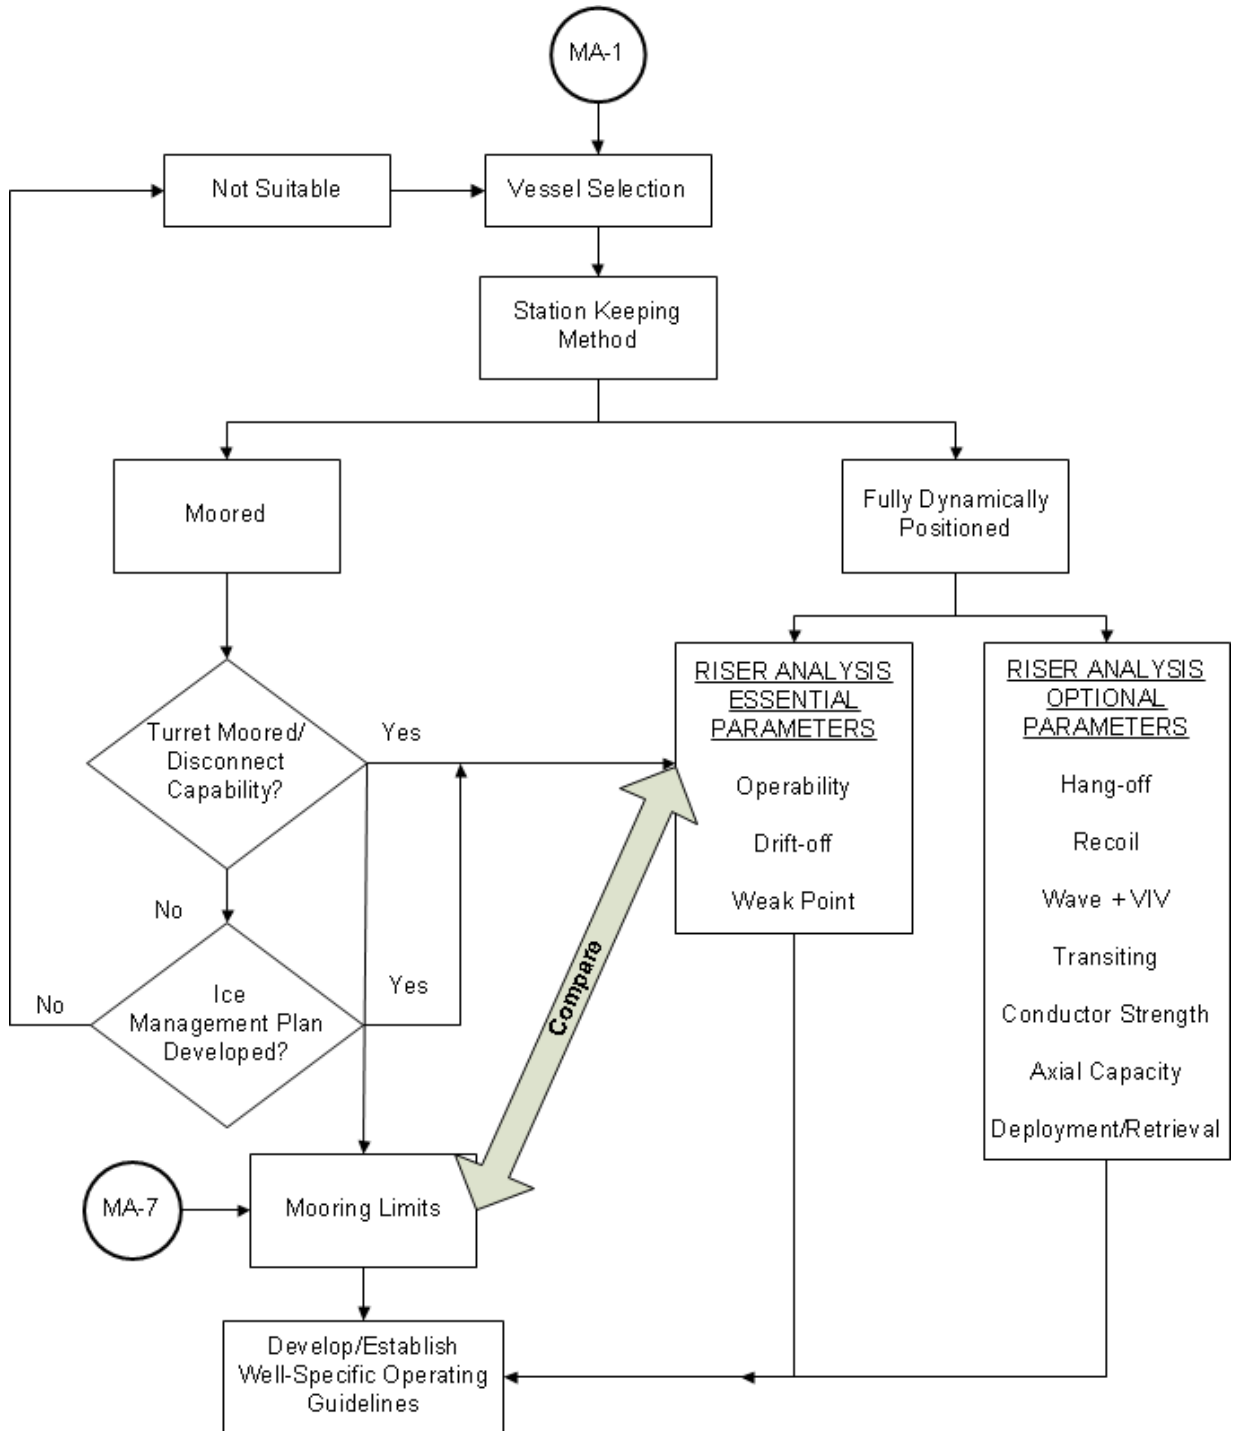 MA-1
Not Suitable
Vessel Selection
Station Keeping
Method
Moored
Fully Dynamically
Positioned
Turret Moored/
Disconnect
Capability?
Yes
No
RISER ANALYSIS
ESSENTIAL
PARAMETERS
Operability
Drift-off
Weak Point
RISER ANALYSIS
OPTIONAL
PARAMETERS
Hang-off
Recoil
Wave + VIV
Transiting
Conductor Strength
Axial Capacity
Deployment/Retrieval
No
Ice
Management Plan
Developed?
Yes
Compare
MA-7
Mooring Limits
Develop/Establish
Well-Specific Operating
Guidelines